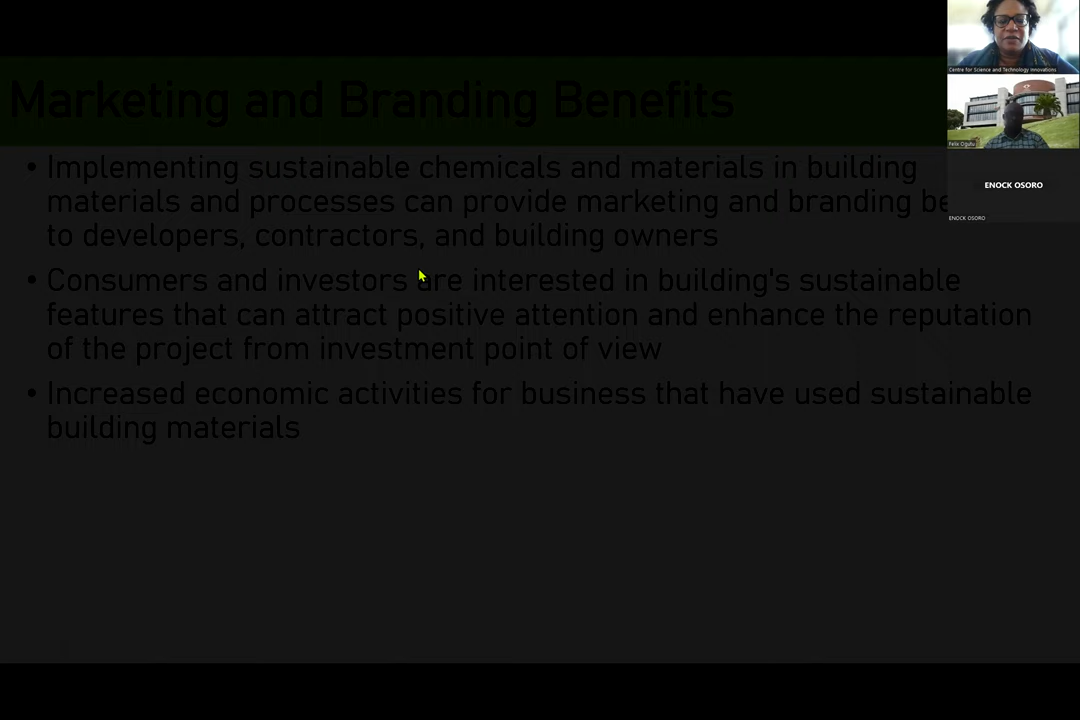 Marketing and Branding Benefits
• Implementing sustainable chemicals and materials in building
materials and processes can provide marketing and branding be
to developers, contractors, and building owners
• Consumers and investors are interested in building's sustainable
features that can attract positive attention and enhance the reputation
of the project from investment point of view
• Increased economic activities for business that have used sustainable
building materials
Centre for Science and Technology Innovations
Felix Ogutu
ENOCK OSORO
ENOCK OSORO